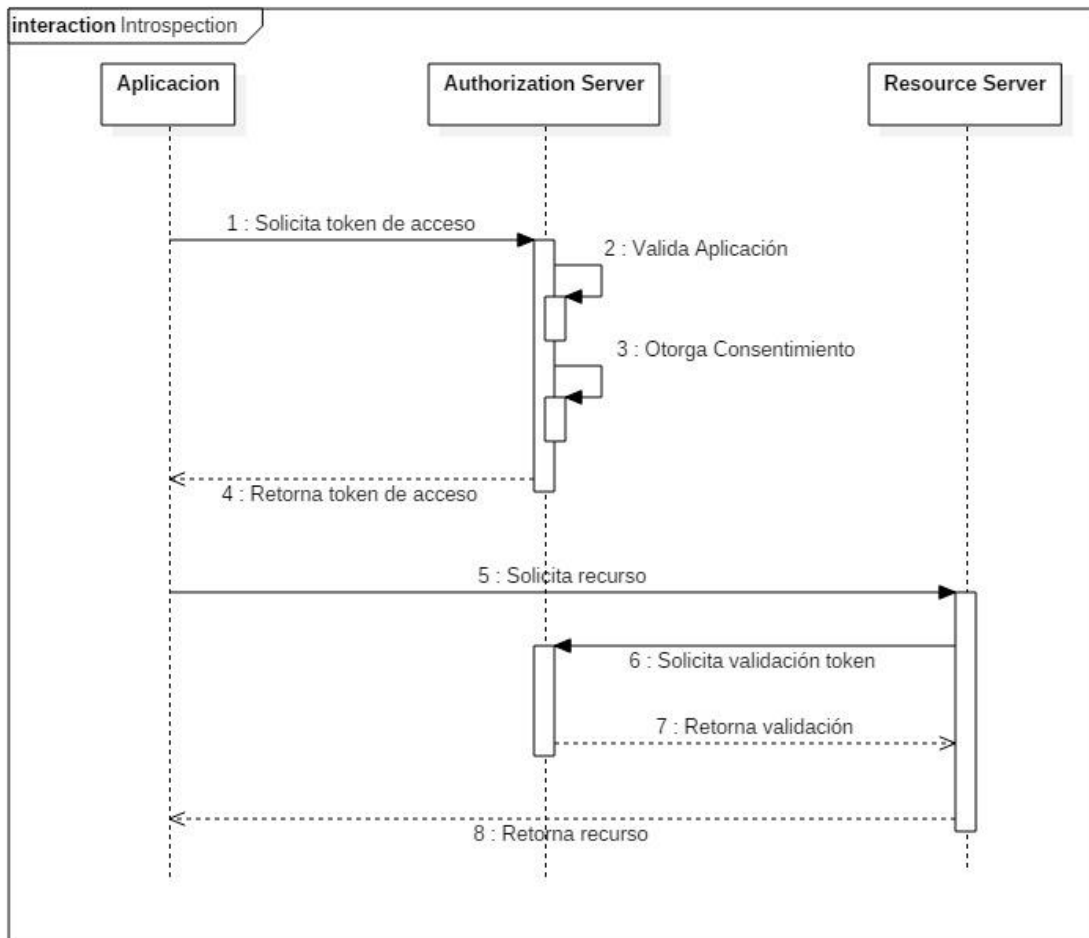 interaction Introspection
Aplicacion
Authorization Server
Resource Server
1 : Solicita token de acceso
2 : Valida Aplicación
3 : Otorga Consentimiento
4 : Retorna token de acceso
5 : Solicita recurso
6 : Solicita validación token
7 : Retorna validación
8 : Retorna recurso